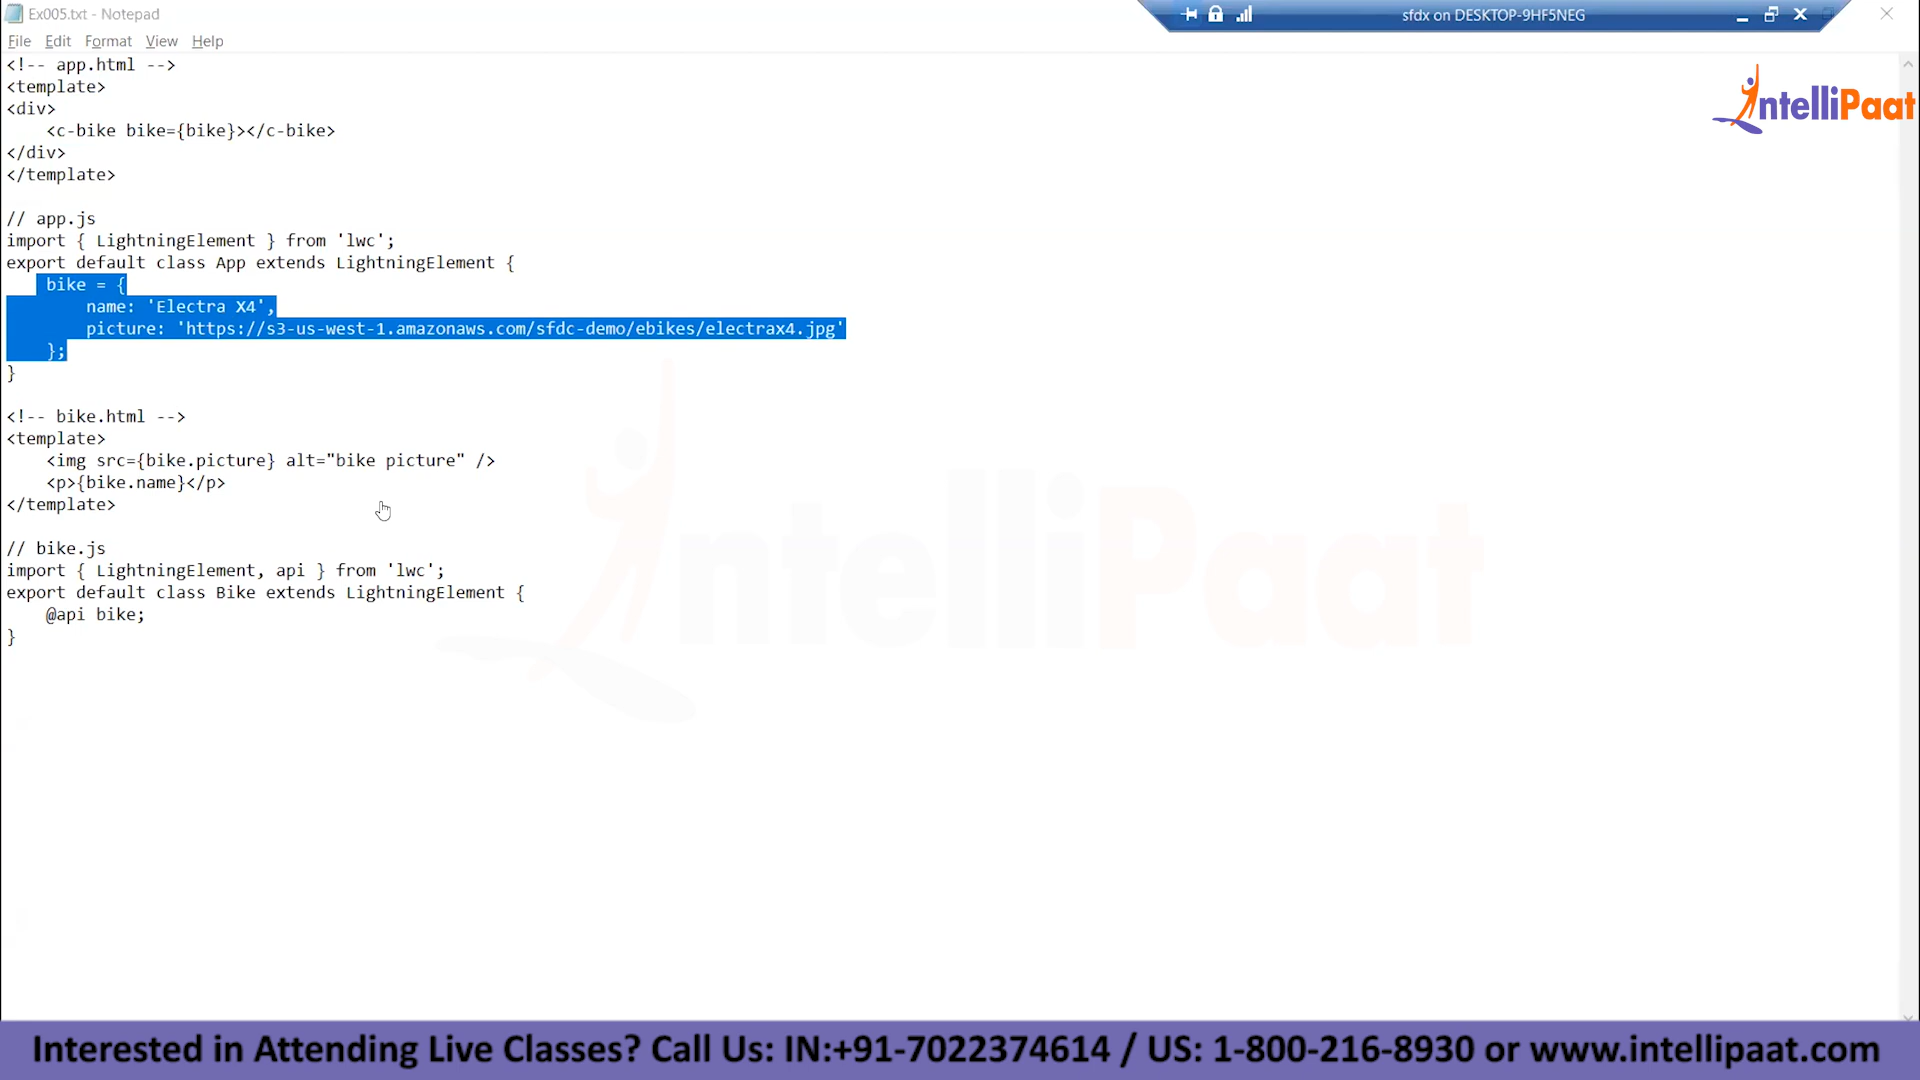 Ex005.txt - Notepad
sfdx on DESKTOP-9HF5NEG
File Edit Format View Help
<!-- app.html -->
<template>
<div>
    <c-bike bike={bike}></c-bike>
</div>
</template>

// app.js
import { LightningElement } from 'lwc';
export default class App extends LightningElement {
    bike = {
        name: 'Electra X4',
        picture: 'https://s3-us-west-1.amazonaws.com/sfdc-demo/ebikes/electrax4.jpg'
    };
}

<!-- bike.html -->
<template>
    <img src={bike.picture} alt="bike picture" />
    <p>{bike.name}</p>
</template>

// bike.js
import { LightningElement, api } from 'lwc';
export default class Bike extends LightningElement {
    @api bike;
}
IntelliPaat
IntelliPaat
Interested in Attending Live Classes? Call Us: IN:+91-7022374614 / US: 1-800-216-8930 or www.intellipaat.com